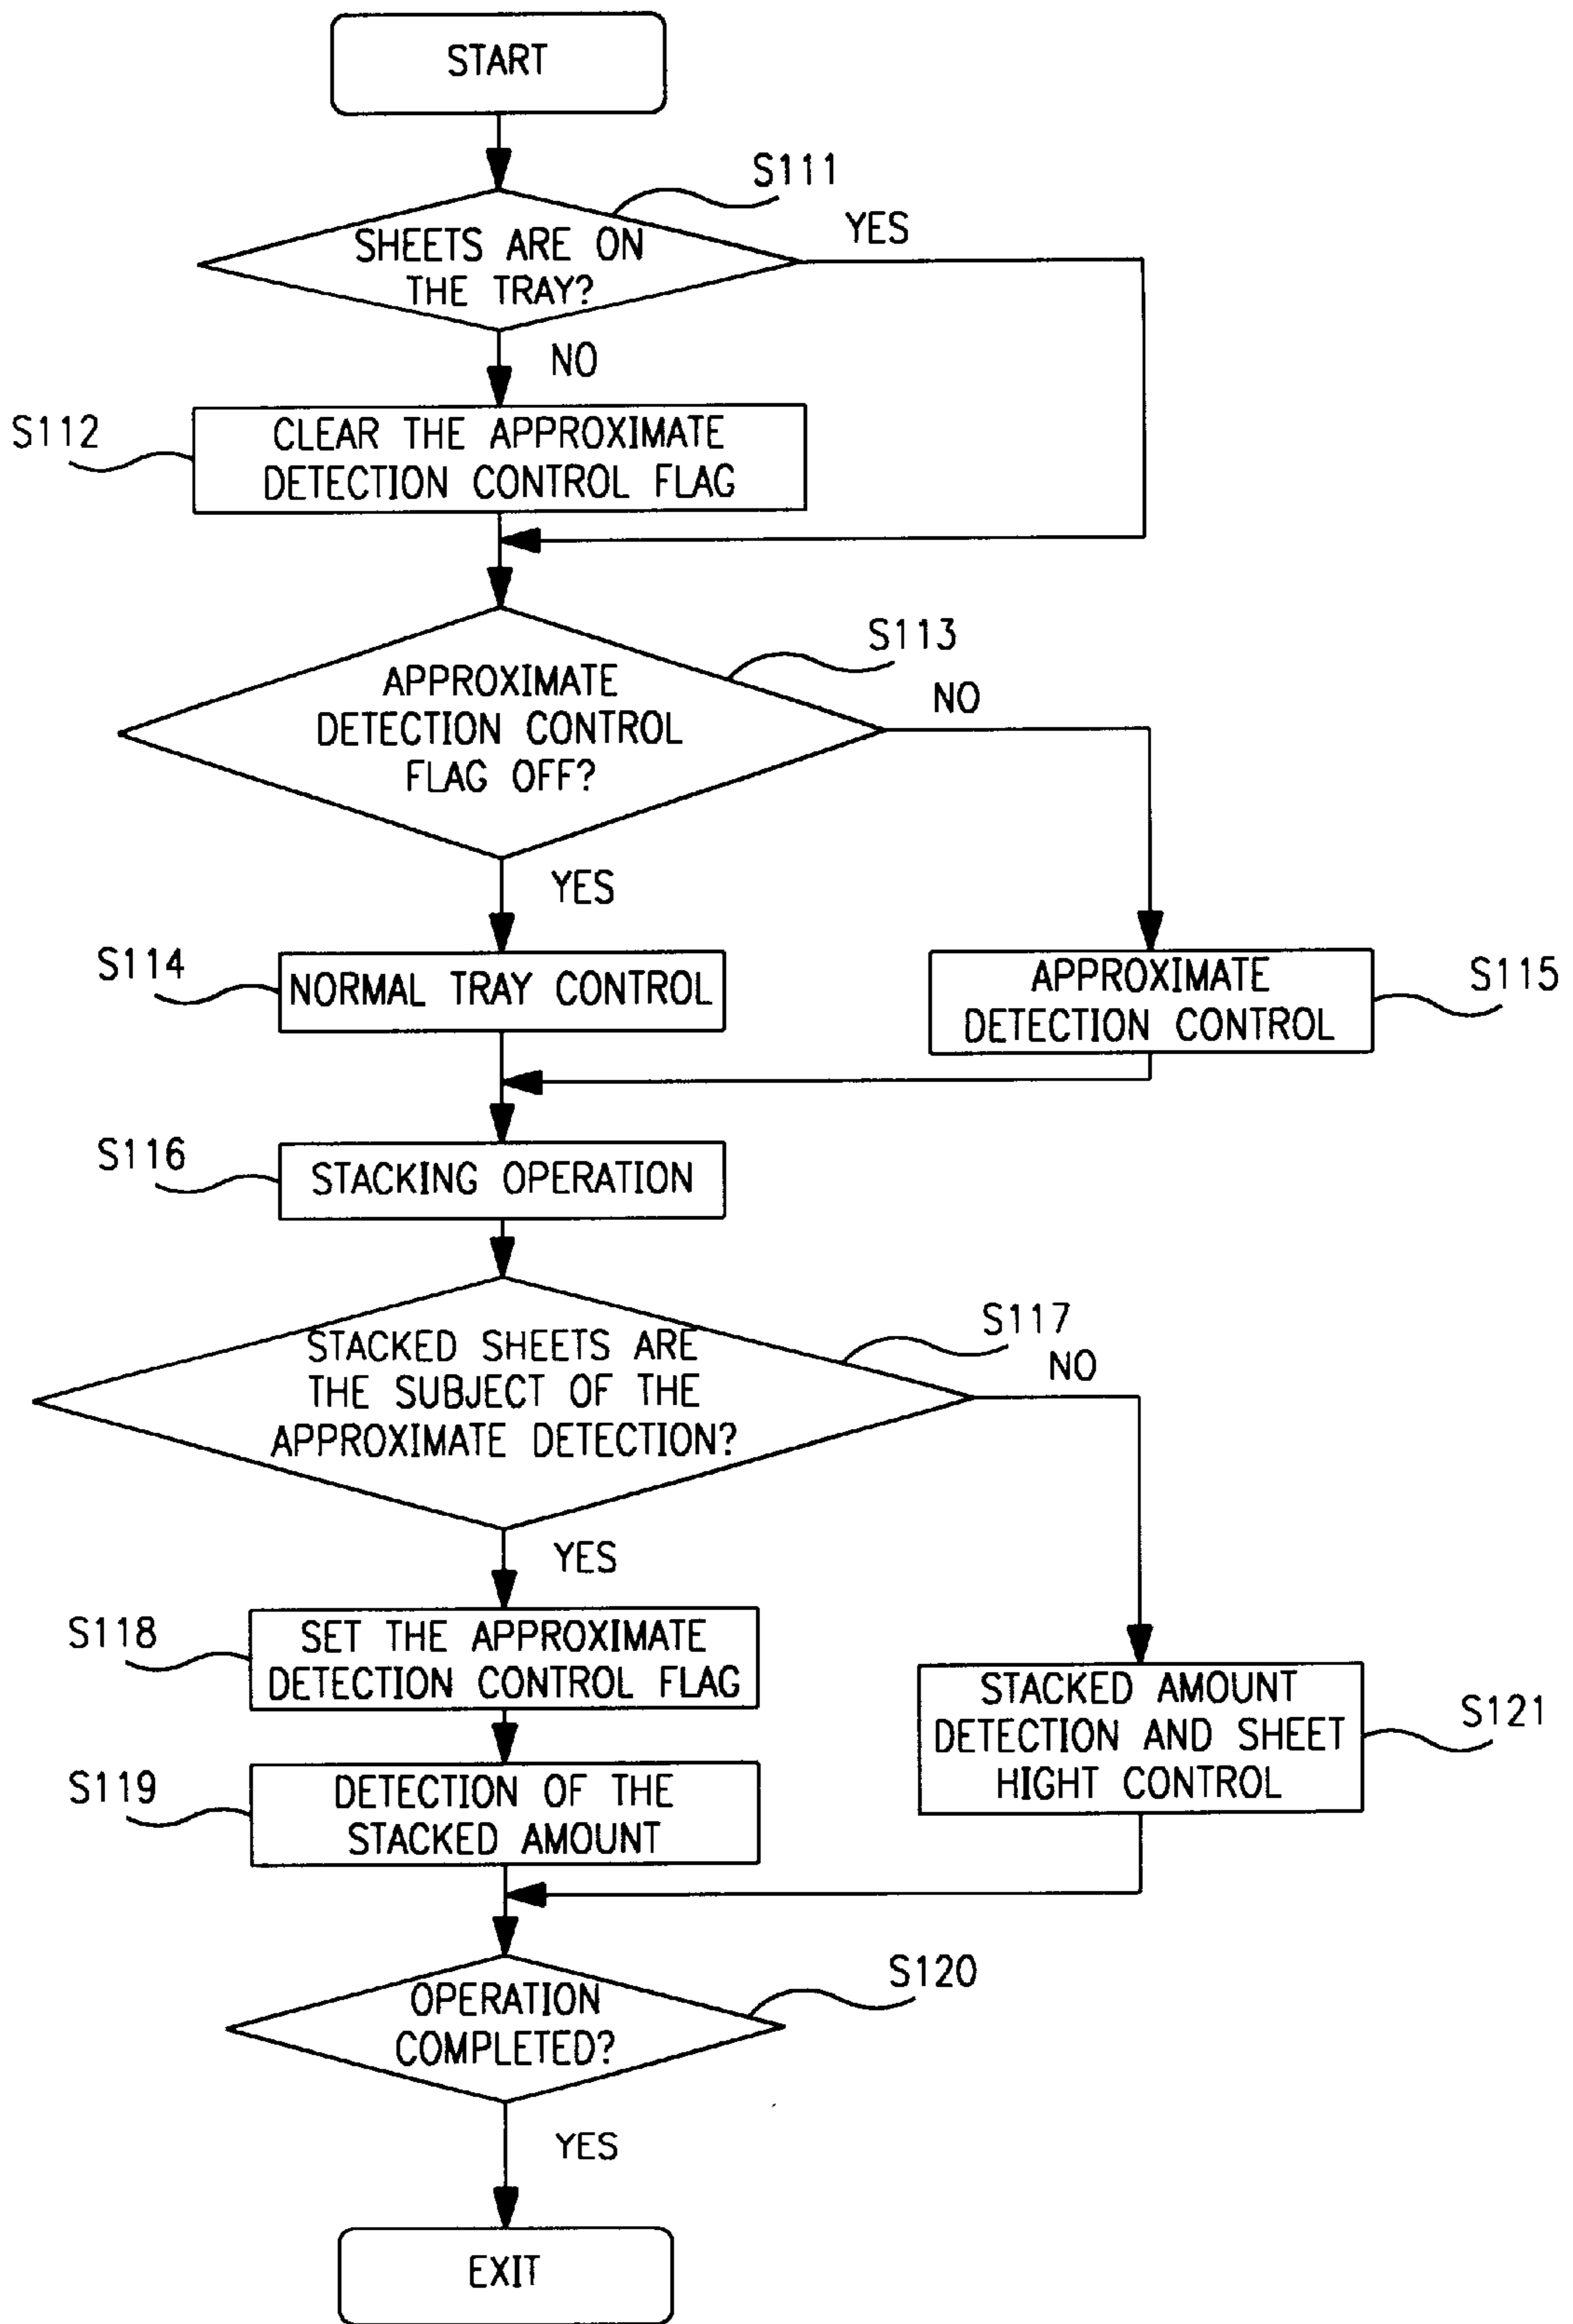 START
S111
SHEETS ARE ON
THE TRAY?
YES
NO
S112
CLEAR THE APPROXIMATE
DETECTION CONTROL FLAG
S113
APPROXIMATE
DETECTION CONTROL
FLAG OFF?
NO
YES
S114
NORMAL TRAY CONTROL
APPROXIMATE
DETECTION CONTROL
S115
S116
STACKING OPERATION
S117
STACKED SHEETS ARE
THE SUBJECT OF THE
APPROXIMATE DETECTION?
NO
YES
S118
SET THE APPROXIMATE
DETECTION CONTROL FLAG
STACKED AMOUNT
DETECTION AND SHEET
HIGHT CONTROL
S121
S119
DETECTION OF THE
STACKED AMOUNT
S120
OPERATION
COMPLETED?
YES
EXIT